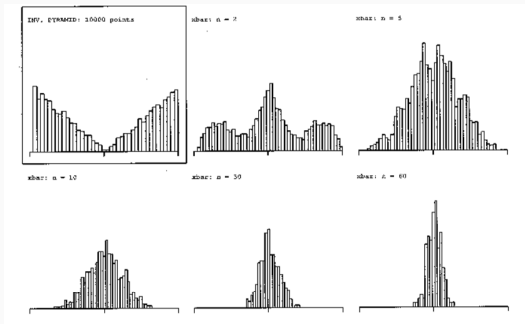 INV. PYRAMID: 10000 points
xbar: n = 2
xbar: n = 5
xbar: n = 10
xbar: n = 30
xbar: n = 60